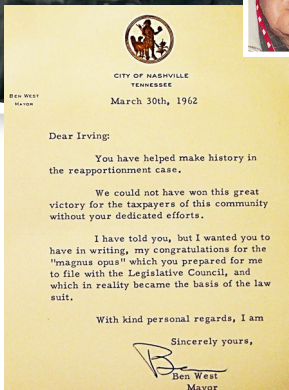 CITY OF NASHVILLE
TENNESSEE
BEN WEST
MAYOR
March 30th, 1962
Dear Irving:
You have helped make history in
the reapportionment case.
We could not have won this great
victory for the taxpayers of this community
without your dedicated efforts.
I have told you, but I wanted you to
have in writing, my congratulations for the
"magnus opus" which you prepared for me
to file with the Legislative Council, and
which in reality became the basis of the law
suit.
With kind personal regards, I am
Sincerely yours,
Ben
Ben West
Mayor